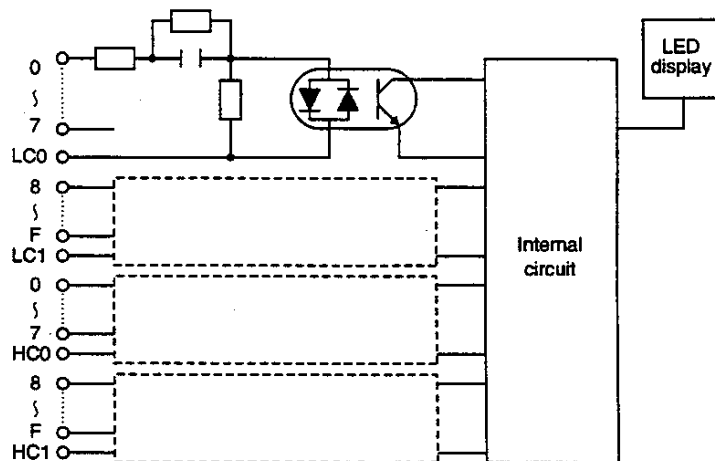 LED
display
0
∫
7
LC0
8
∫
F
LC1
0
∫
7
HC0
8
∫
F
HC1
Internal
circuit